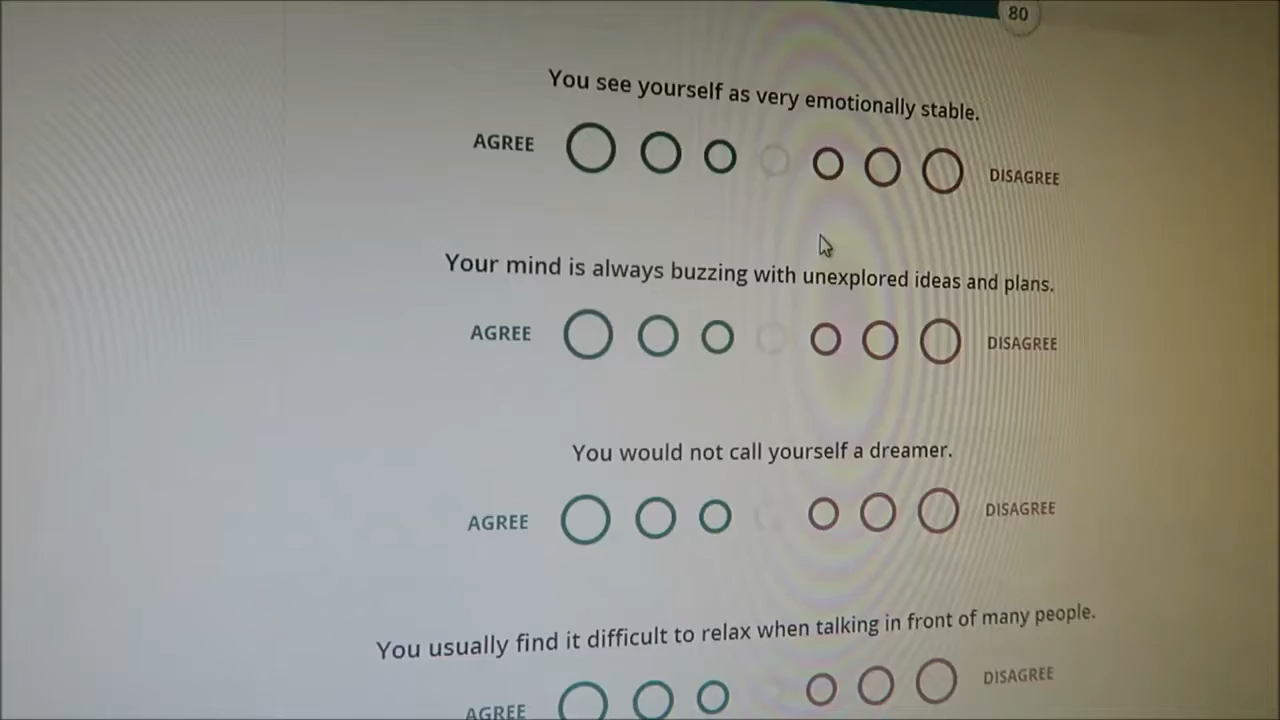 80
You see yourself as very emotionally stable.
AGREE DISAGREE
Your mind is always buzzing with unexplored ideas and plans.
AGREE DISAGREE
You would not call yourself a dreamer.
AGREE DISAGREE
You usually find it difficult to relax when talking in front of many people.
AGREE DISAGREE